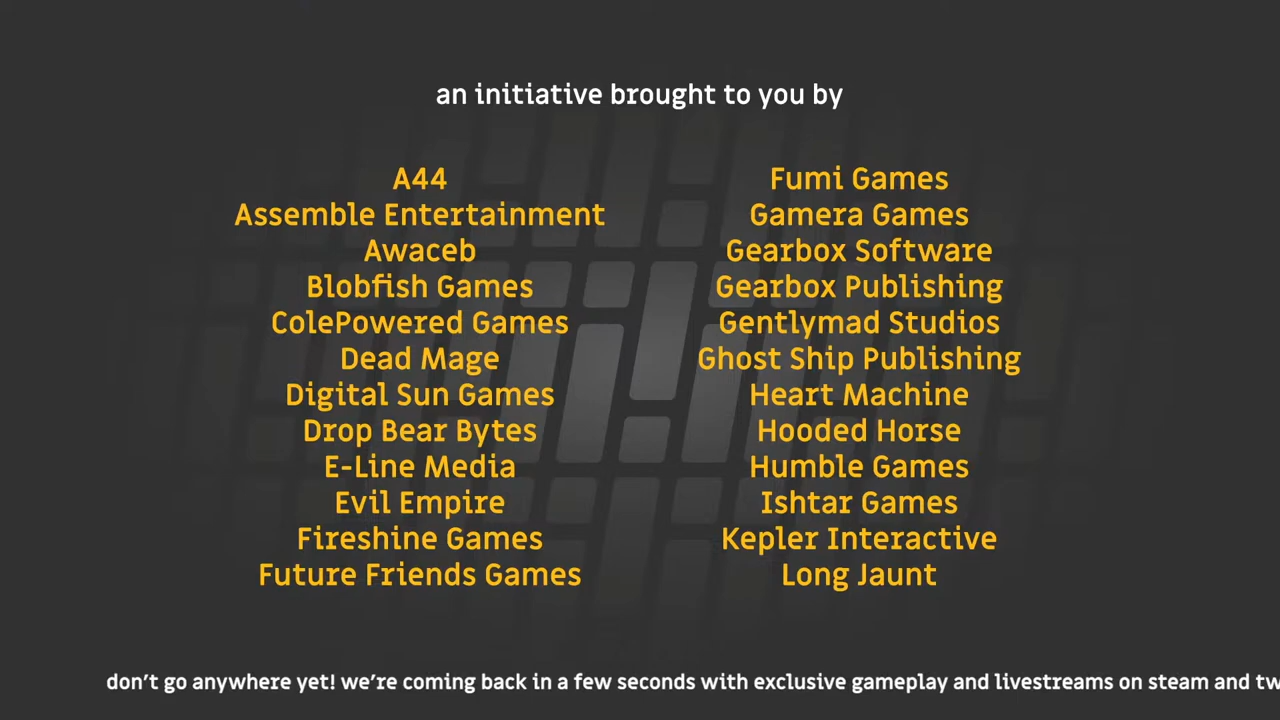 an initiative brought to you by
A44
Assemble Entertainment
Awaceb
Blobfish Games
ColePowered Games
Dead Mage
Digital Sun Games
Drop Bear Bytes
E-Line Media
Evil Empire
Fireshine Games
Future Friends Games
Fumi Games
Gamera Games
Gearbox Software
Gearbox Publishing
Gentlymad Studios
Ghost Ship Publishing
Heart Machine
Hooded Horse
Humble Games
Ishtar Games
Kepler Interactive
Long Jaunt
don't go anywhere yet! we're coming back in a few seconds with exclusive gameplay and livestreams on steam and